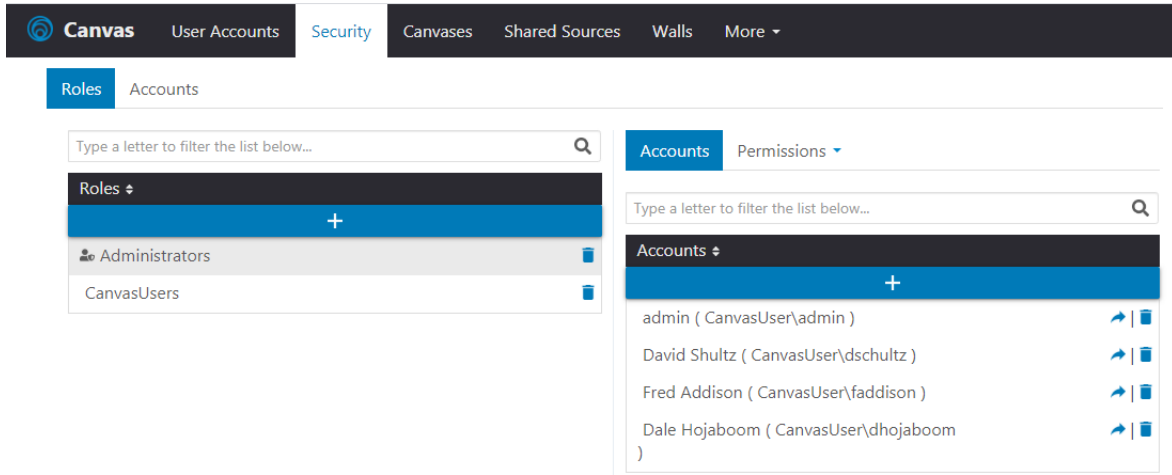 Canvas User Accounts Security Canvases Shared Sources Walls More
Roles Accounts
Type a letter to filter the list below...
Roles
+
Administrators
CanvasUsers
Accounts Permissions
Type a letter to filter the list below...
Accounts
+
admin ( CanvasUser\admin )
|
David Shultz ( CanvasUser\dschultz )
|
Fred Addison ( CanvasUser\faddison )
|
Dale Hojaboom ( CanvasUser\dhojaboom
|
)